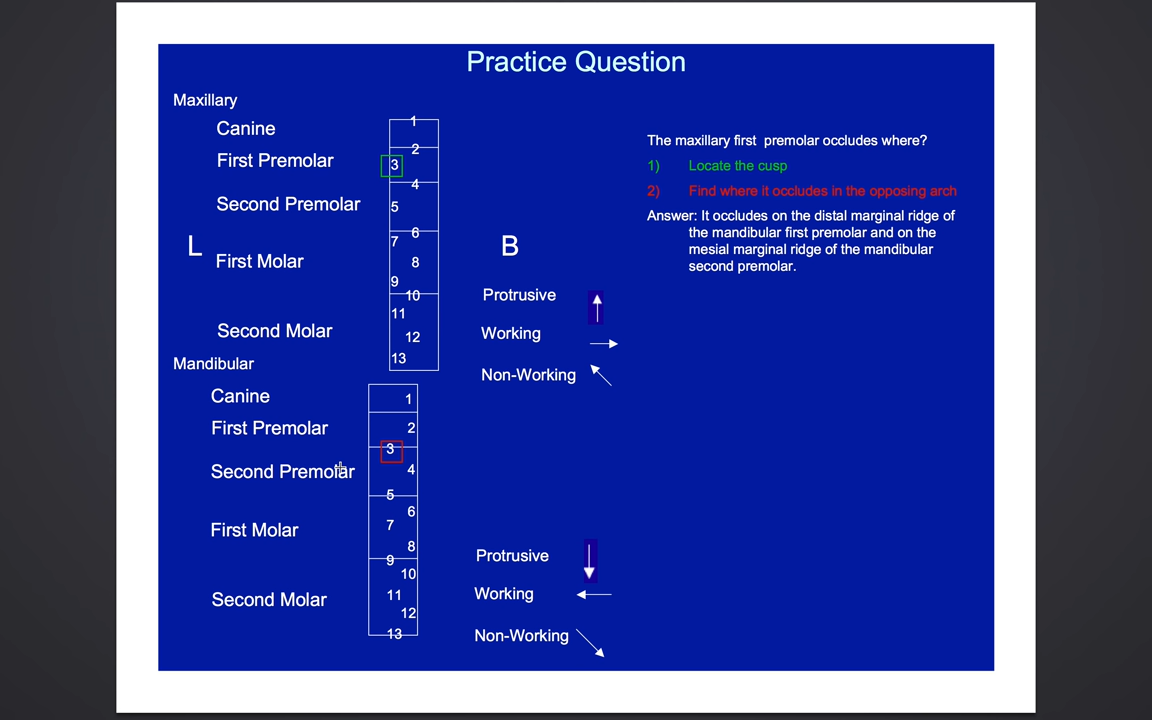 Practice Question
Maxillary
Canine
First Premolar
Second Premolar
L
First Molar
Second Molar
1
2
3
4
5
6
7
8
9
10
11
12
13
B
Protrusive
Working
Non-Working
The maxillary first premolar occludes where?
1) Locate the cusp
2) Find where it occludes in the opposing arch
Answer: It occludes on the distal marginal ridge of
the mandibular first premolar and on the
mesial marginal ridge of the mandibular
second premolar.
Mandibular
Canine
First Premolar
Second Premolar
First Molar
Second Molar
1
2
3
4
5
6
7
8
9
10
11
12
13
Protrusive
Working
Non-Working